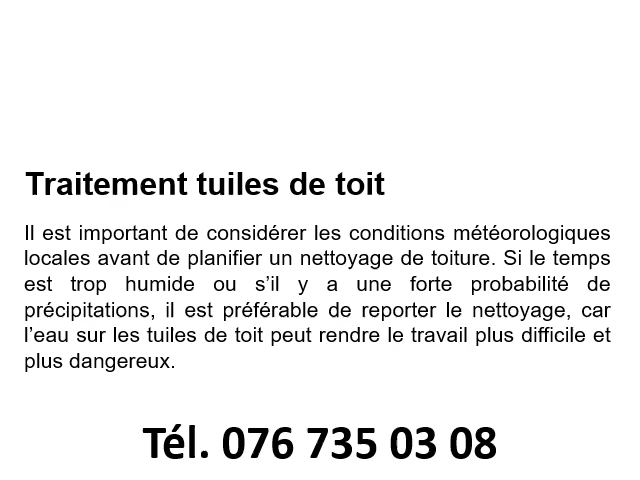 Traitement tuiles de toit
Il est important de considérer les conditions météorologiques
locales avant de planifier un nettoyage de toiture. Si le temps
est trop humide ou s’il y a une forte probabilité de
précipitations, il est préférable de reporter le nettoyage, car
l’eau sur les tuiles de toit peut rendre le travail plus difficile et
plus dangereux.
Tél. 076 735 03 08